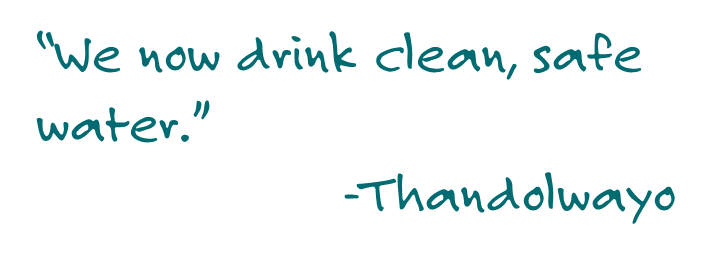 “We now drink clean, safe
water.”
-Thandolwayo